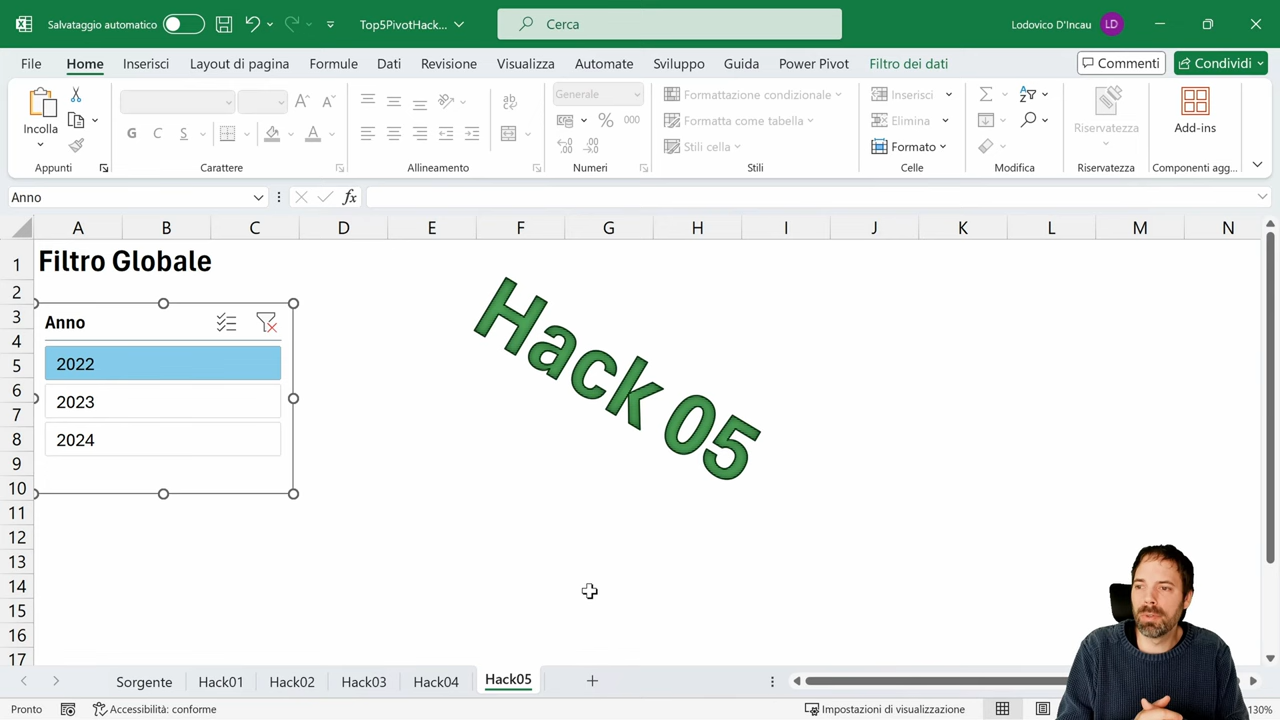 Salvataggio automatico
Top5PivotHack...
Cerca
Lodovico D'Incau
LD
File Home Inserisci Layout di pagina Formule Dati Revisione Visualizza Automate Sviluppo Guida Power Pivot Filtro dei dati
Commenti
Condividi
Incolla
Appunti
G C S
Carattere
ab
Allineamento
Generale
% 000
Numeri
Formattazione condizionale
Formatta come tabella
Stili cella
Stili
Inserisci
Elimina
Formato
Celle
Modifica
Riservatezza
Riservatezza
Add-ins
Componenti agg...
Anno
fx
A B C D E F G H I J K L M N
1 Filtro Globale
2
3 Anno
4
5 2022
6
7 2023
8 2024
9
10
11
12
13
14
15
16
17
Hack 05
Sorgente Hack01 Hack02 Hack03 Hack04 Hack05
Pronto
Accessibilità: conforme
Impostazioni di visualizzazione
130%